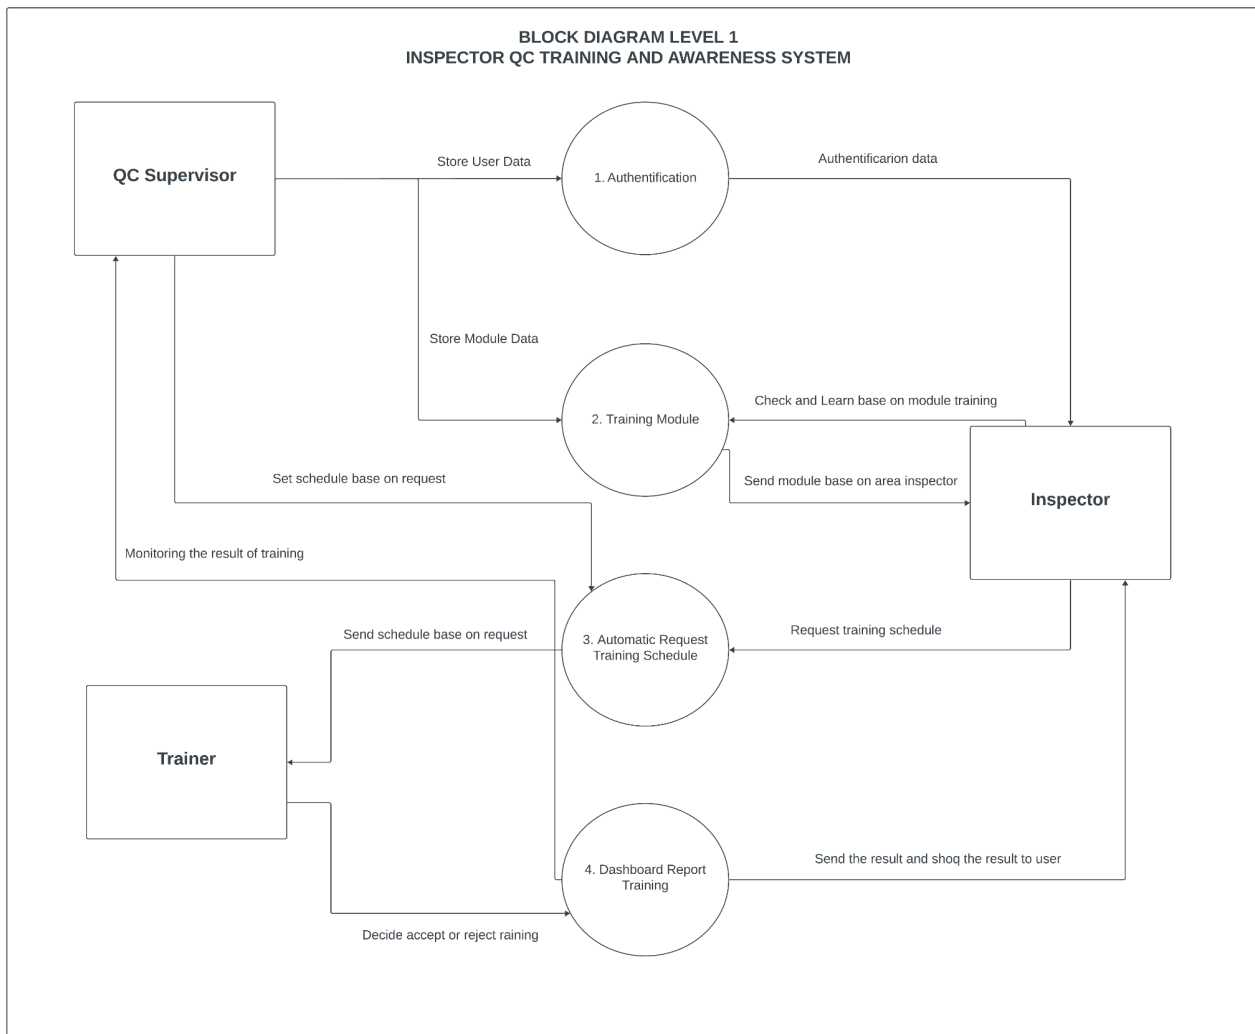 BLOCK DIAGRAM LEVEL 1
INSPECTOR QC TRAINING AND AWARENESS SYSTEM
QC Supervisor
Store User Data
1. Authentification
Authentificarion data
Store Module Data
2. Training Module
Check and Learn base on module training
Send module base on area inspector
Inspector
Set schedule base on request
Monitoring the result of training
Send schedule base on request
3. Automatic Request
Training Schedule
Request training schedule
Trainer
4. Dashboard Report
Training
Send the result and shoq the result to user
Decide accept or reject raining